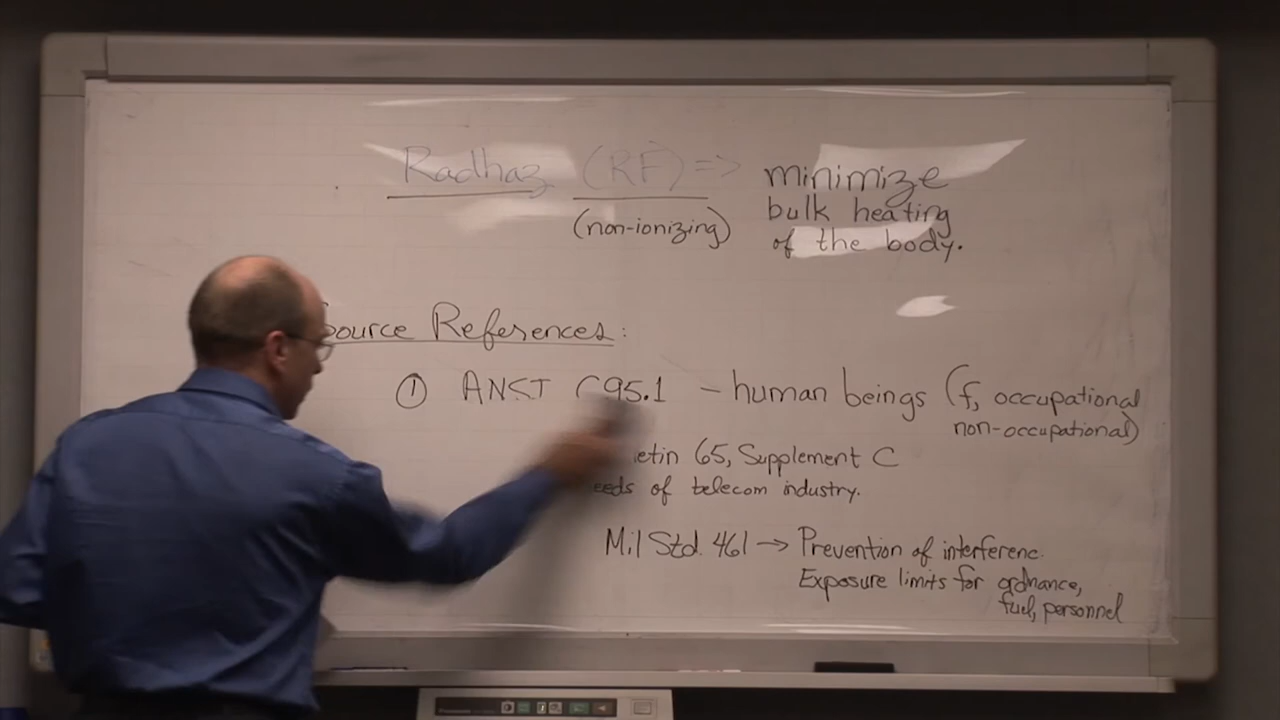 Radhaz (RF) => minimize
(non-ionizing) bulk heating
of the body.
Source References:
① ANSI C95.1 - human beings (f, occupational
non-occupational)
etin 65, Supplement C
eeds of telecom industry.
Mil Std. 461 → Prevention of interferenc.
Exposure limits for ordnance,
fuel, personnel